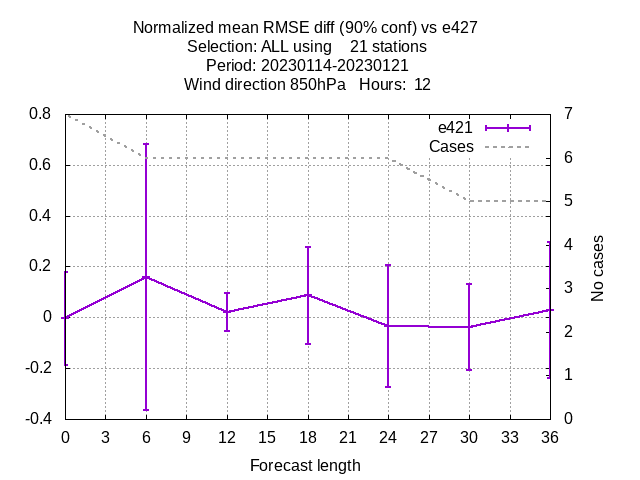 Normalized mean RMSE diff (90% conf) vs e427
Selection: ALL using 21 stations
Period: 20230114-20230121
Wind direction 850hPa Hours: 12
e421
Cases
0.8
0.6
0.4
0.2
0
-0.2
-0.4
7
6
5
4
3
2
1
0
No cases
0 3 6 9 12 15 18 21 24 27 30 33 36
Forecast length